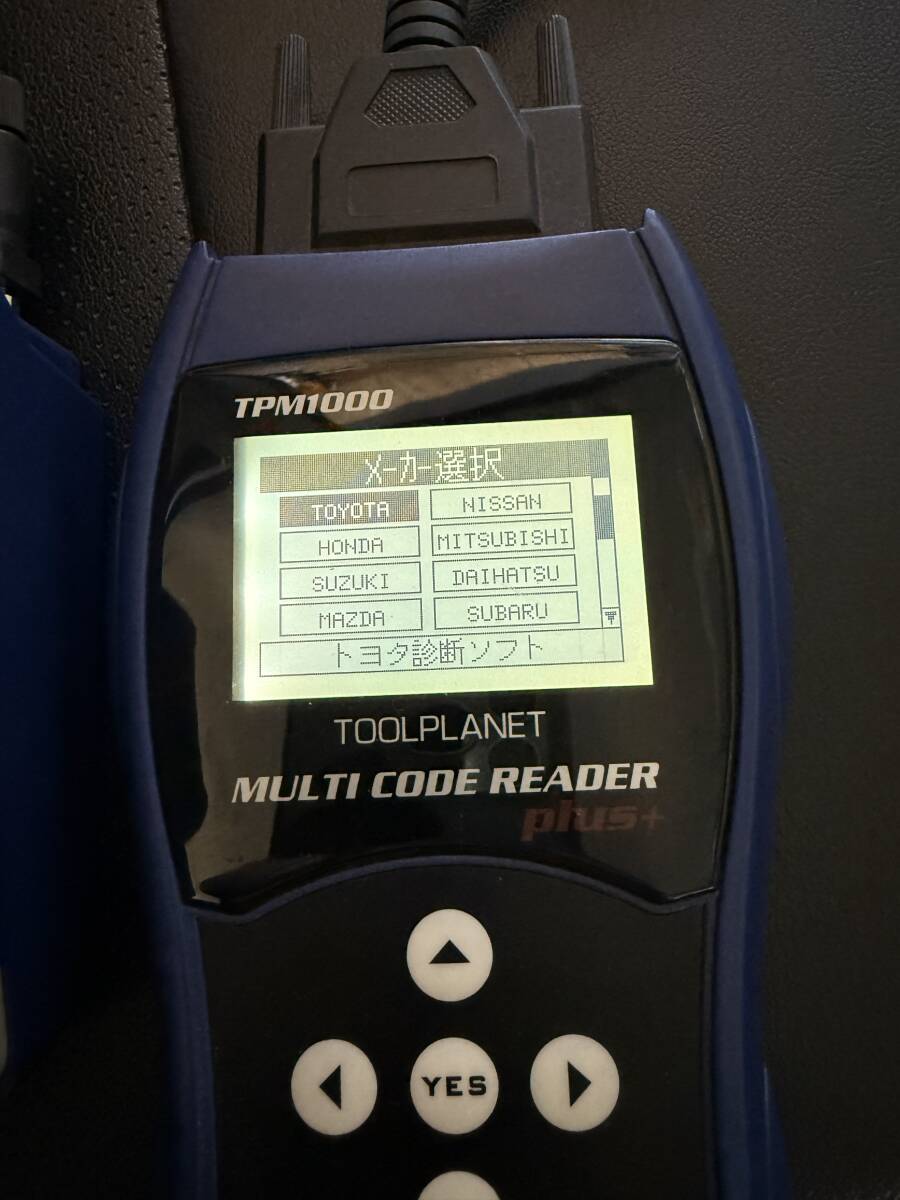 TPM1000
メーカー選択
TOYOTA NISSAN
HONDA MITSUBISHI
SUZUKI DAIHATSU
MAZDA SUBARU
トヨタ診断ソフト
TOOLPLANET
MULTI CODE READER
plus+
YES